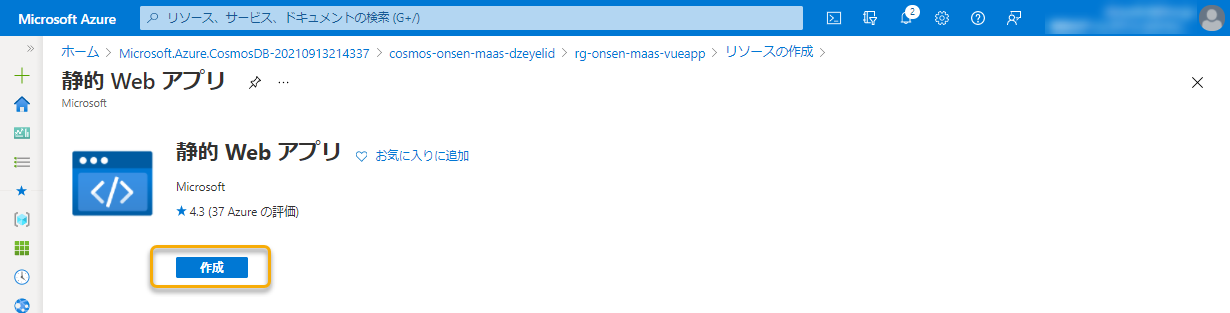 Microsoft Azure
リソース、サービス、ドキュメントの検索 (G+/)
2
ホーム > Microsoft.Azure.CosmosDB-20210913214337 > cosmos-onsen-maas-dzeyelid > rg-onsen-maas-vueapp > リソースの作成 >
静的 Web アプリ
Microsoft
静的 Web アプリ
お気に入りに追加
Microsoft
4.3 (37 Azure の評価)
作成